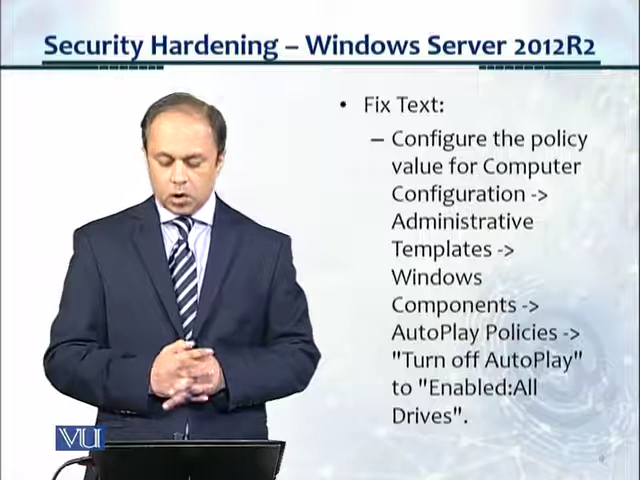 Security Hardening – Windows Server 2012R2
• Fix Text:
– Configure the policy
value for Computer
Configuration ->
Administrative
Templates ->
Windows
Components ->
AutoPlay Policies ->
"Turn off AutoPlay"
to "Enabled:All
Drives".
VU